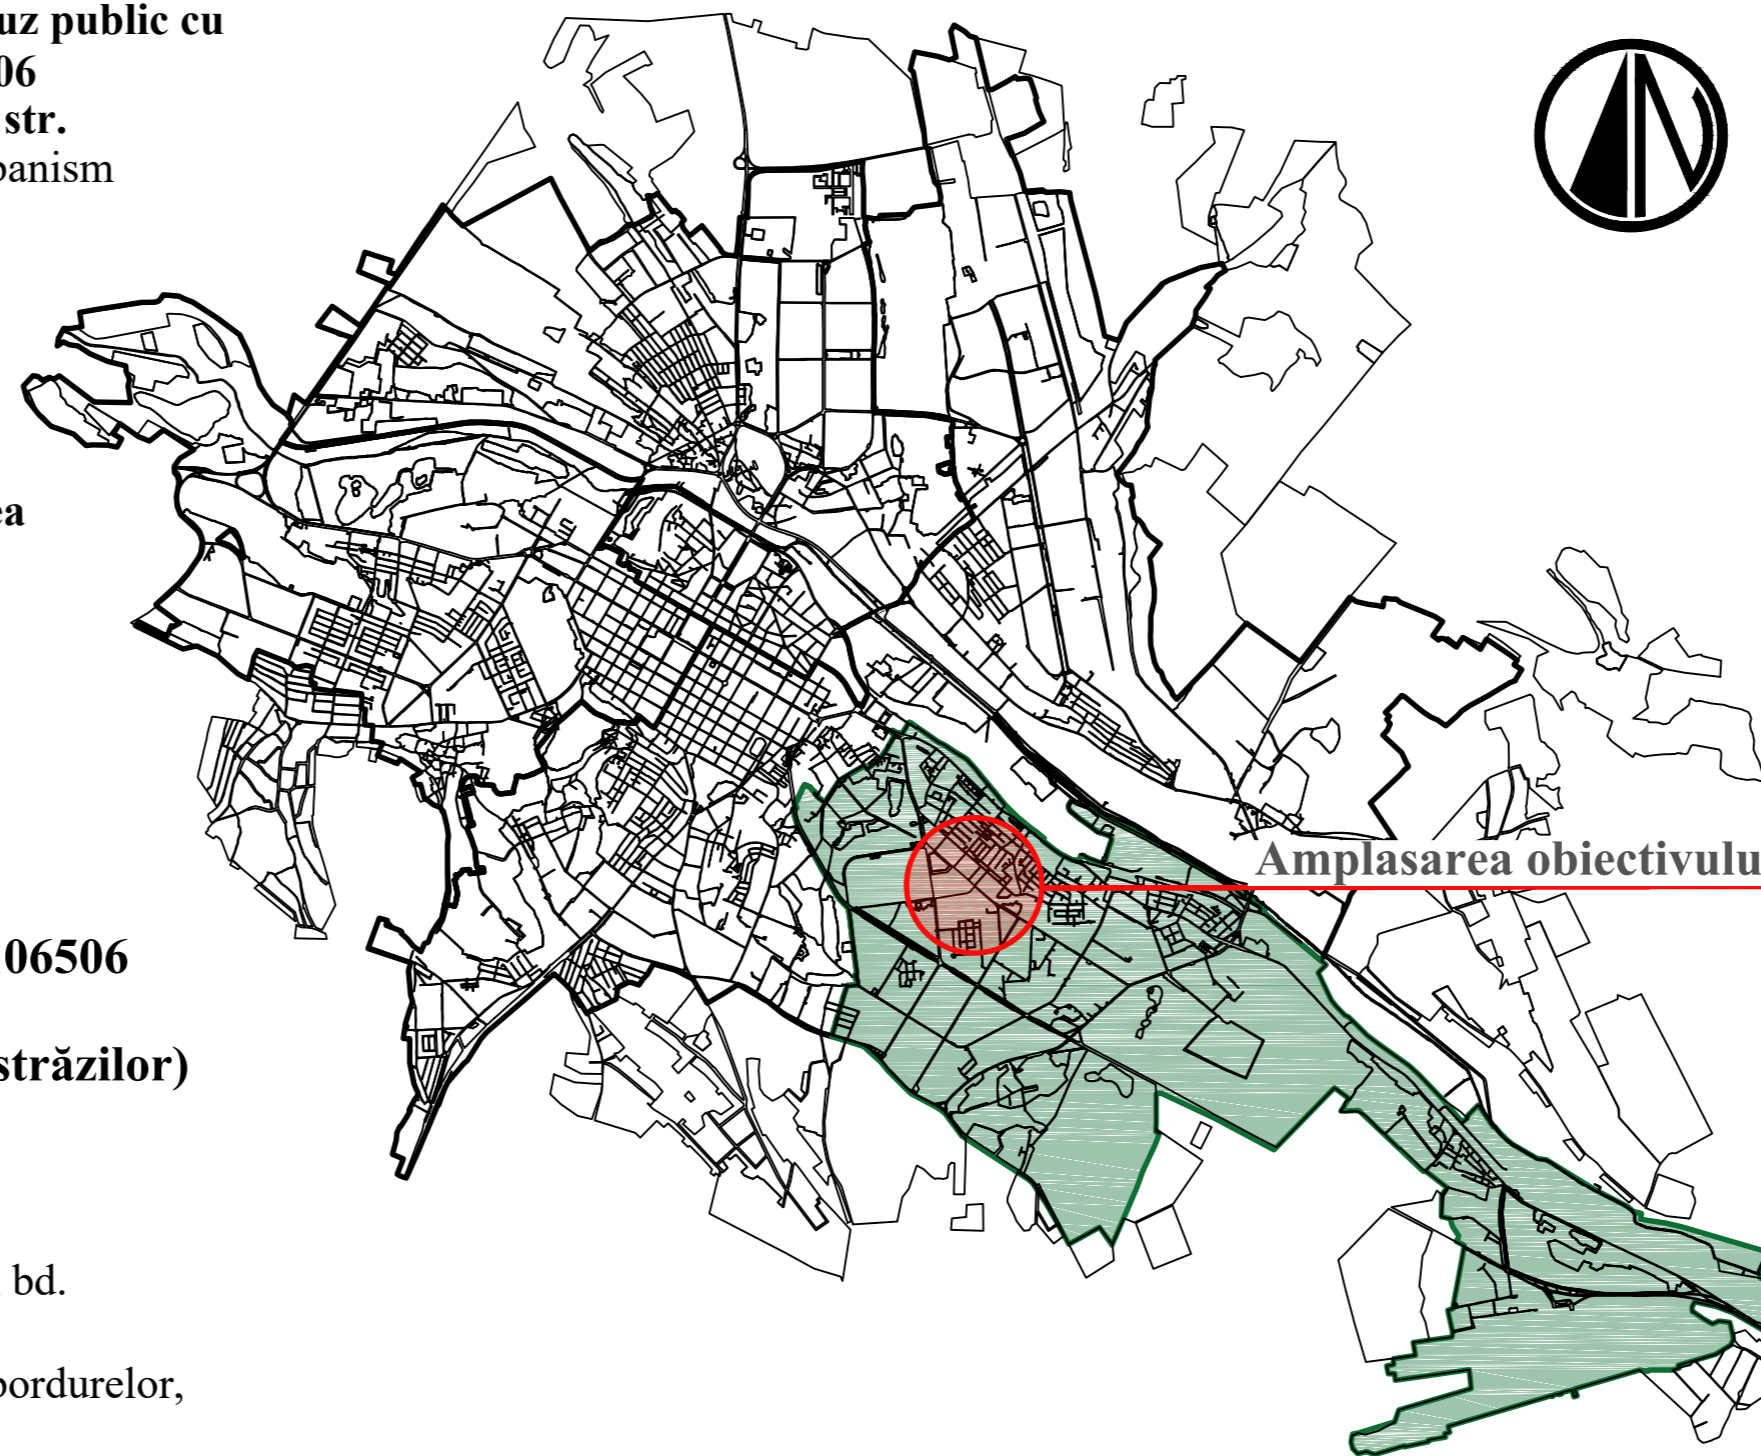 uz public cu
06
str.
banism
ea
Amplasarea obiectivulu
06506
străzilor)
bd.
bordurelor,